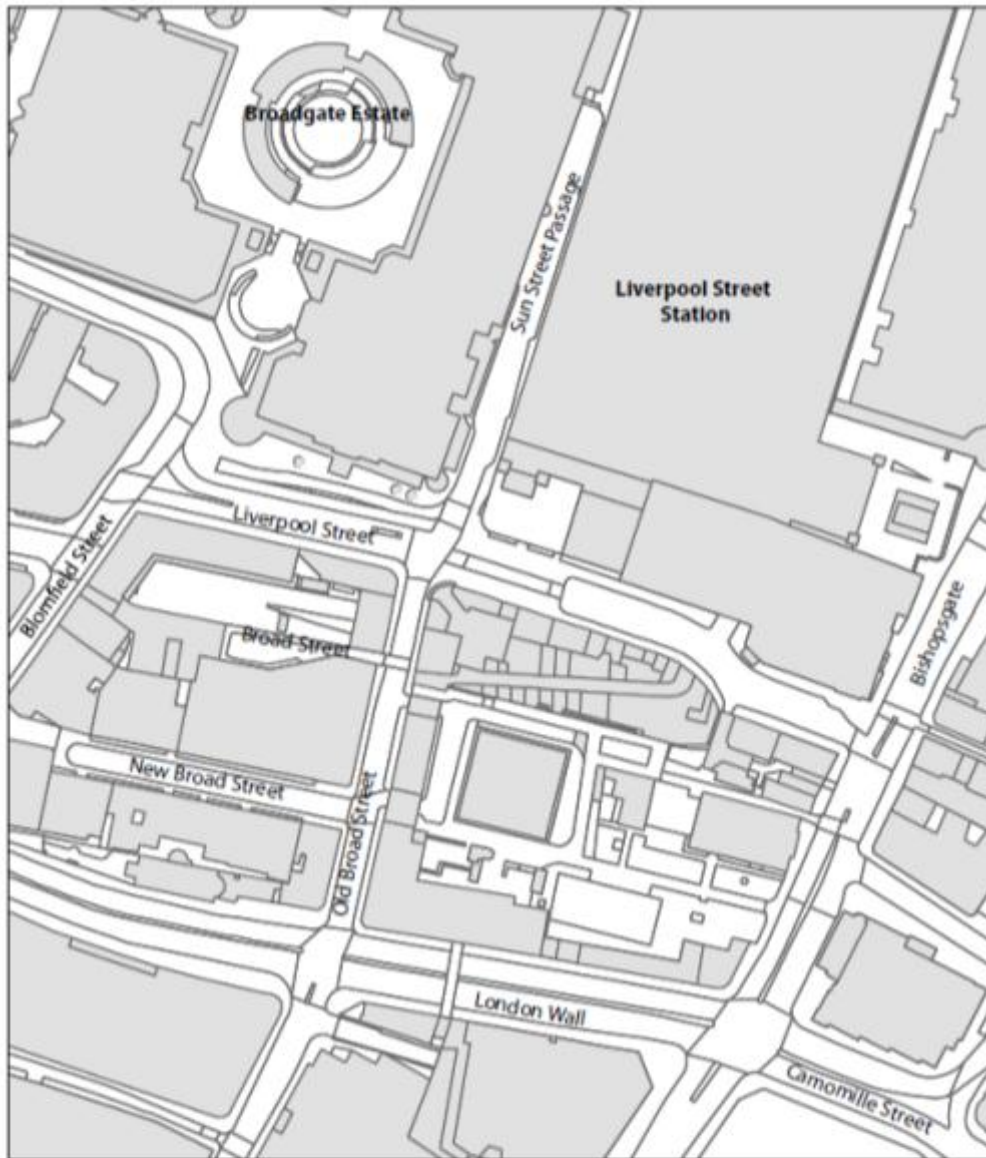 Broadgate Estate
Sun Street Passage
Liverpool Street
Station
Liverpool Street
Blomfield Street
Broad Street
Bishopsgate
New Broad Street
Old Broad Street
London Wall
Camomille Street